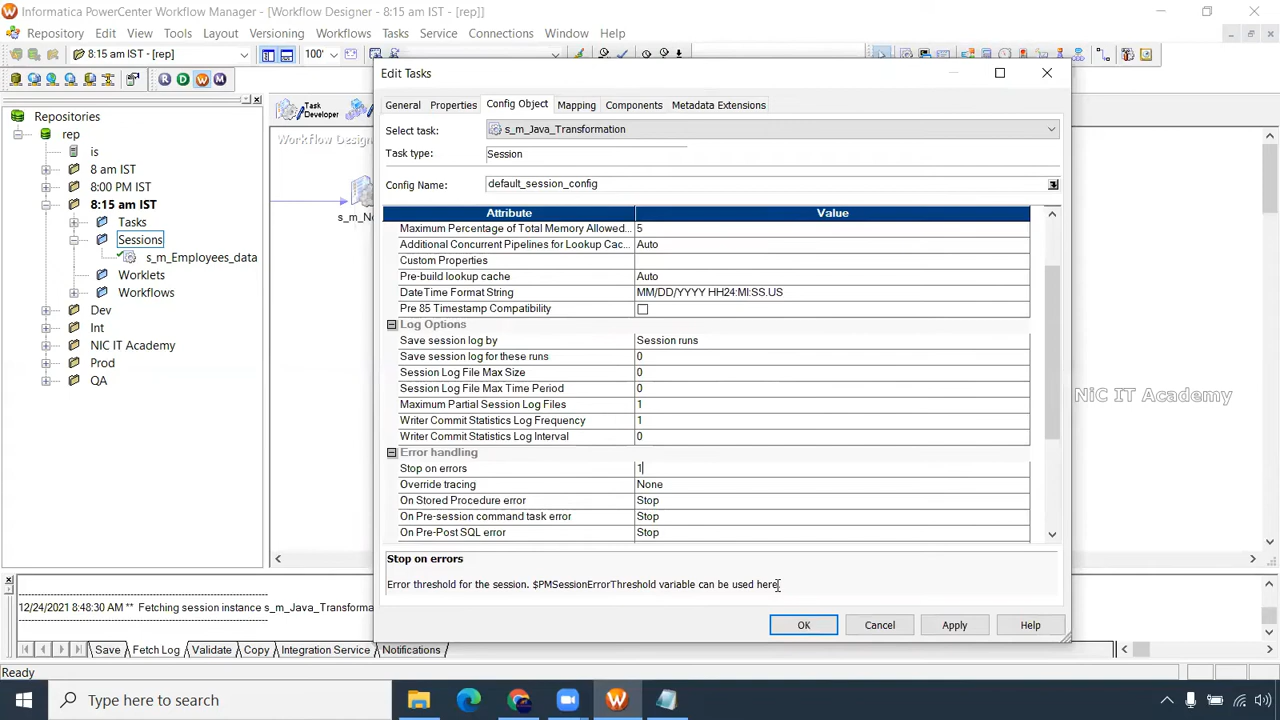 Informatica PowerCenter Workflow Manager - [Workflow Designer - 8:15 am IST - [rep]]
Repository Edit View Tools Layout Versioning Workflows Tasks Service Connections Window Help
8:15 am IST - [rep] 100'
Edit Tasks
R D W M
General Properties Config Object Mapping Components Metadata Extensions
Task Developer
Repositories
Select task: s_m_Java_Transformation
rep
Workflow Designer
is
Task type: Session
8 am IST
8:00 PM IST
Config Name: default_session_config
8:15 am IST
s_m_No
Attribute Value
Tasks
Maximum Percentage of Total Memory Allowed... 5
Sessions
Additional Concurrent Pipelines for Lookup Cac... Auto
s_m_Employees_data
Custom Properties
Worklets
Pre-build lookup cache Auto
Workflows
DateTime Format String MM/DD/YYYY HH24:MI:SS.US
Dev
Pre 85 Timestamp Compatibility
Int
Log Options
NIC IT Academy
Save session log by Session runs
Prod
Save session log for these runs 0
QA
Session Log File Max Size 0
Session Log File Max Time Period 0
NiC IT Academy
Maximum Partial Session Log Files 1
Writer Commit Statistics Log Frequency 1
Writer Commit Statistics Log Interval 0
Error handling
Stop on errors 1
Override tracing None
On Stored Procedure error Stop
On Pre-session command task error Stop
On Pre-Post SQL error Stop
Stop on errors
Error threshold for the session. $PMSessionErrorThreshold variable can be used here
12/24/2021 8:48:30 AM ** Fetching session instance s_m_Java_Transforma
OK Cancel Apply Help
Save Fetch Log Validate Copy Integration Service Notifications
Ready
Type here to search